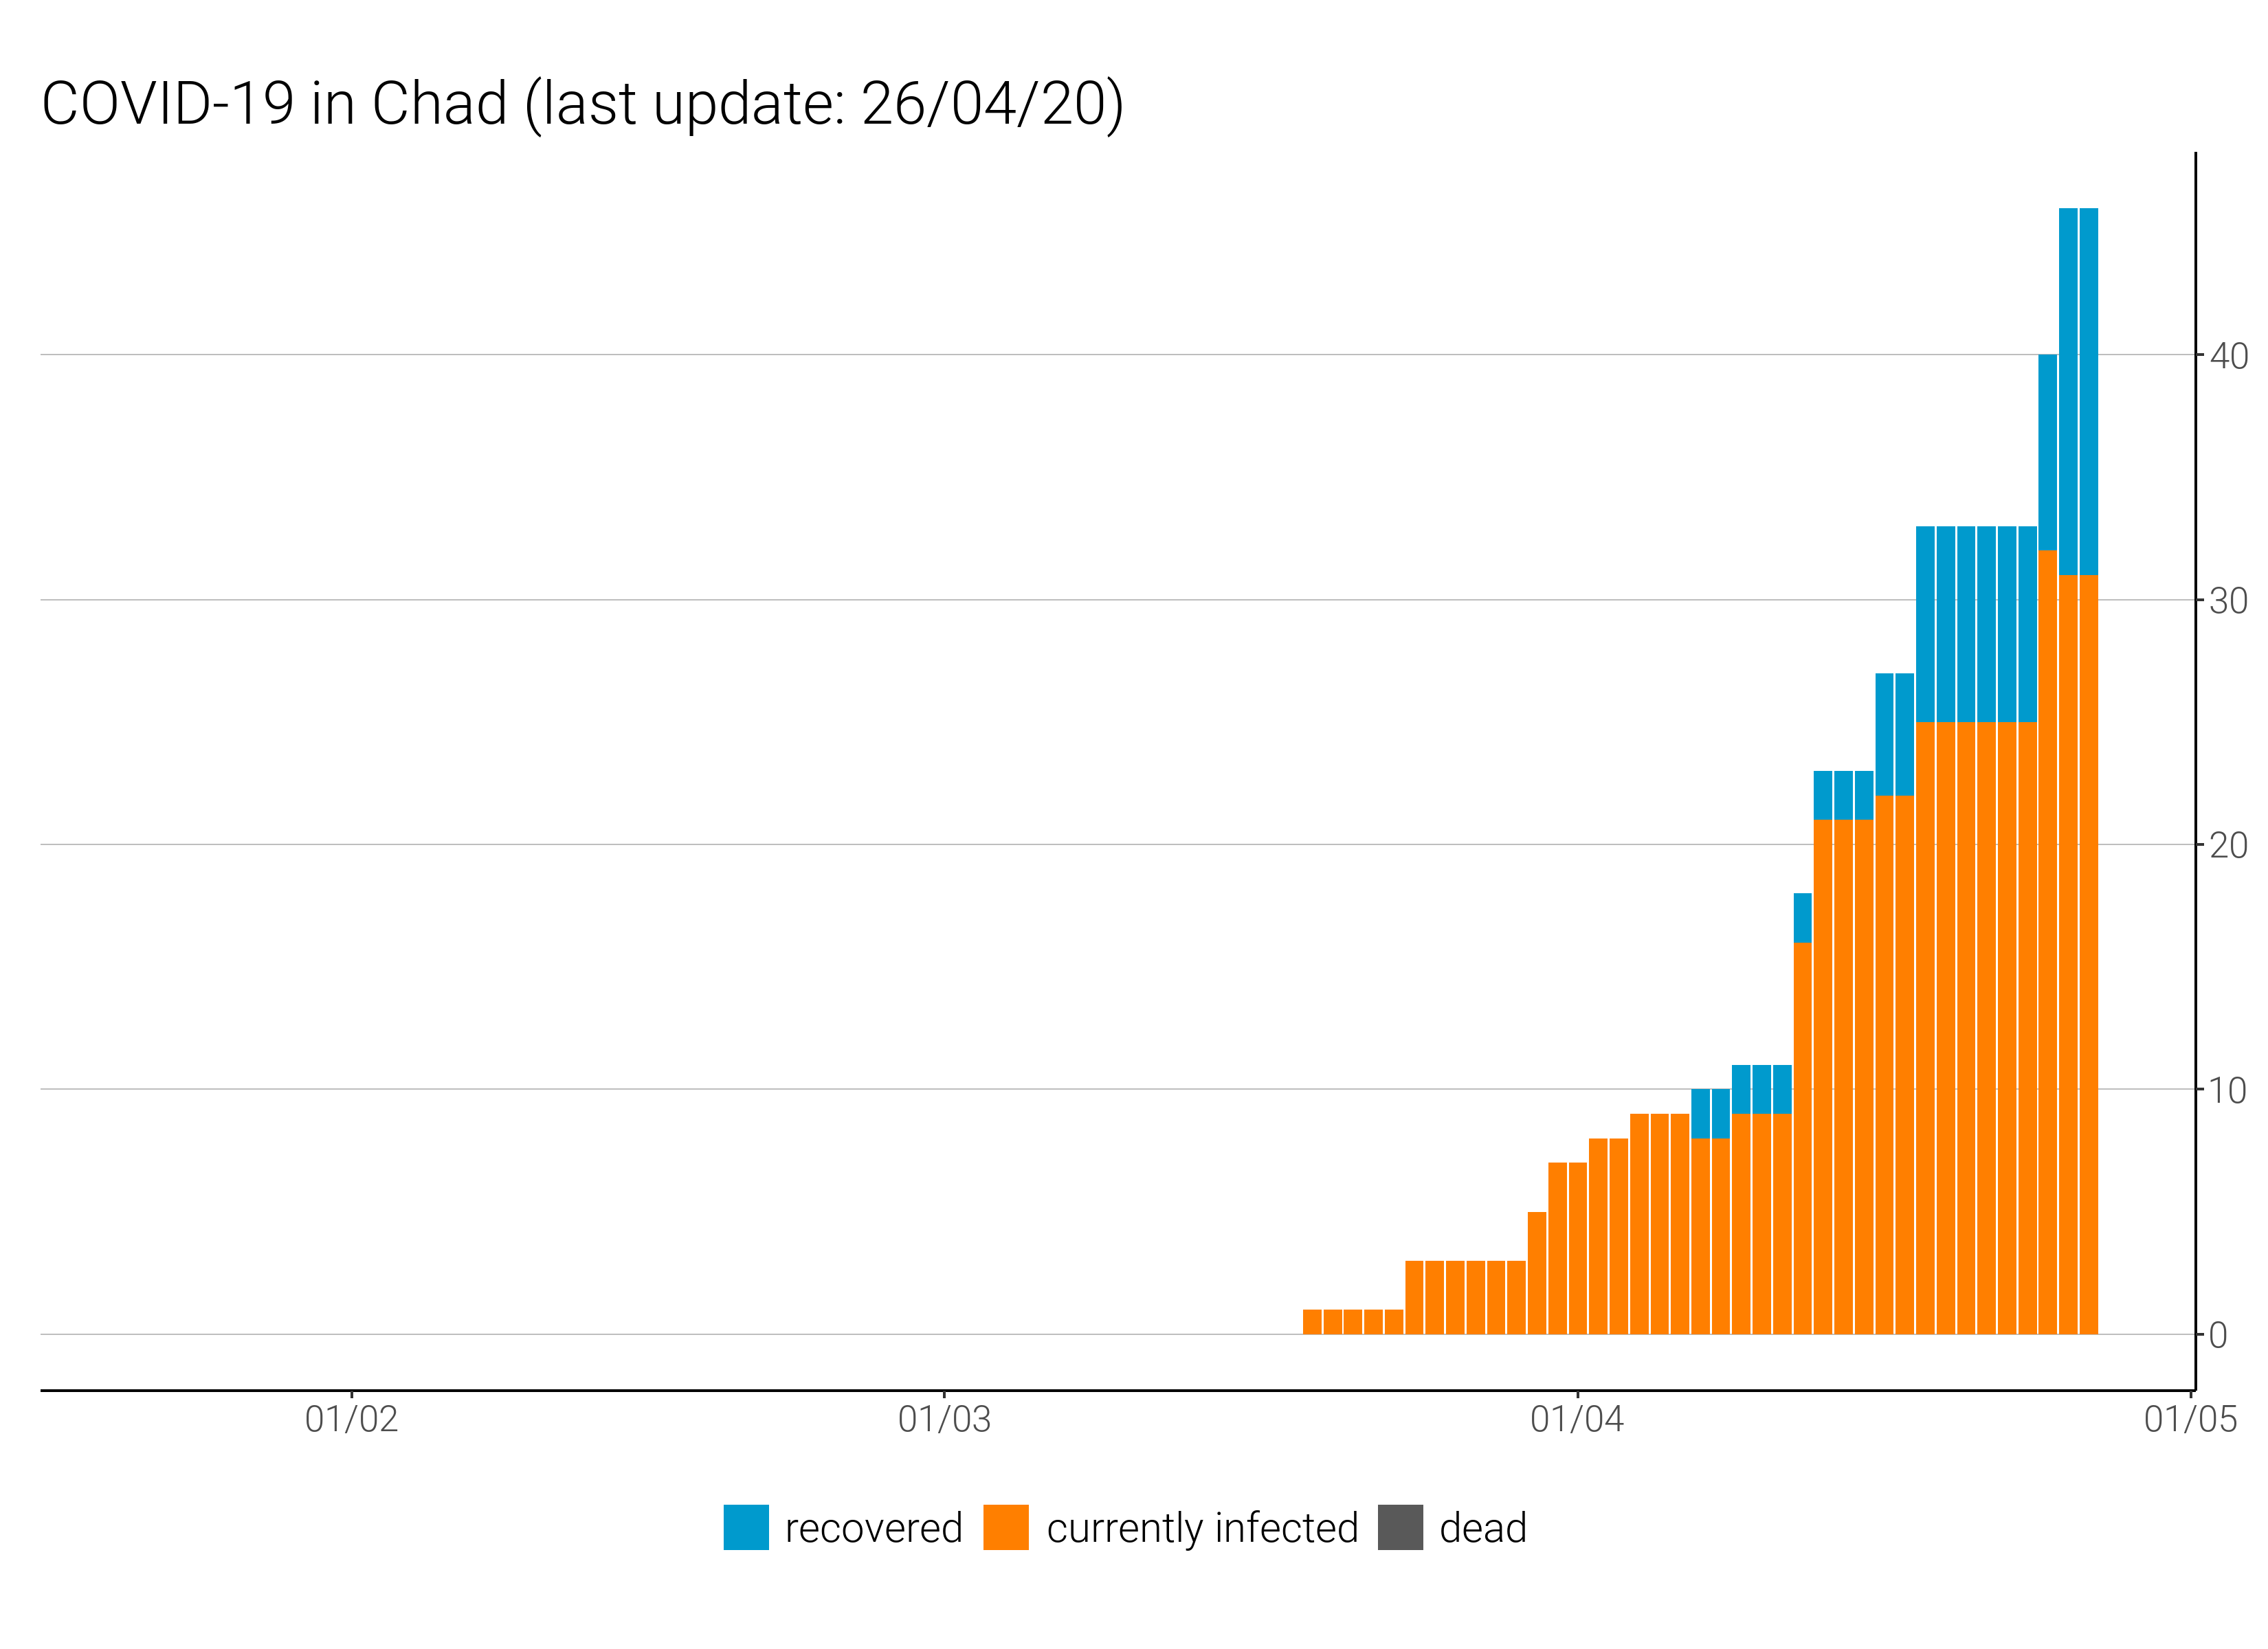 COVID-19 in Chad (last update: 26/04/20)
40
30
20
10
0
01/02 01/03 01/04 01/05
recovered currently infected dead